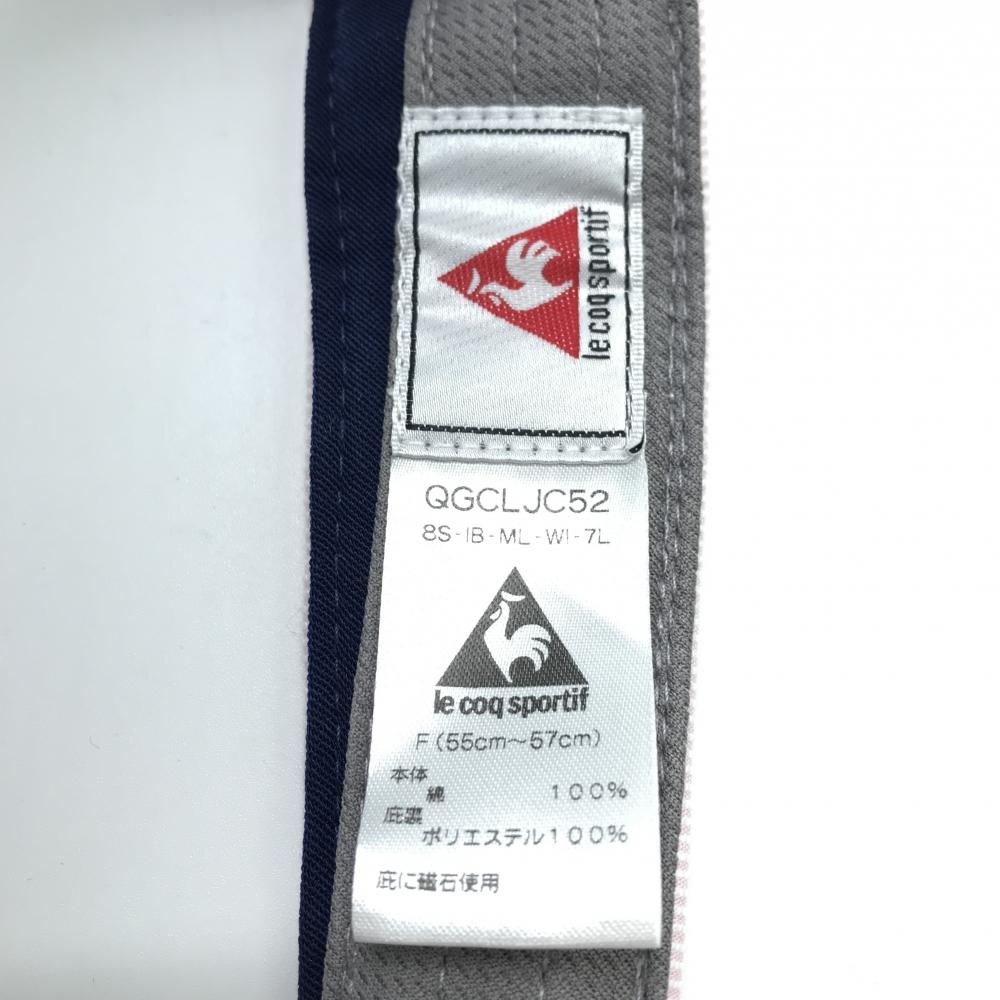 le coq sportif
QGCLJC52
8S-IB-ML-WI-7L
le coq sportif
F (55cm～57cm)
本体
綿 100%
庇裏
ポリエステル100%
庇に磁石使用